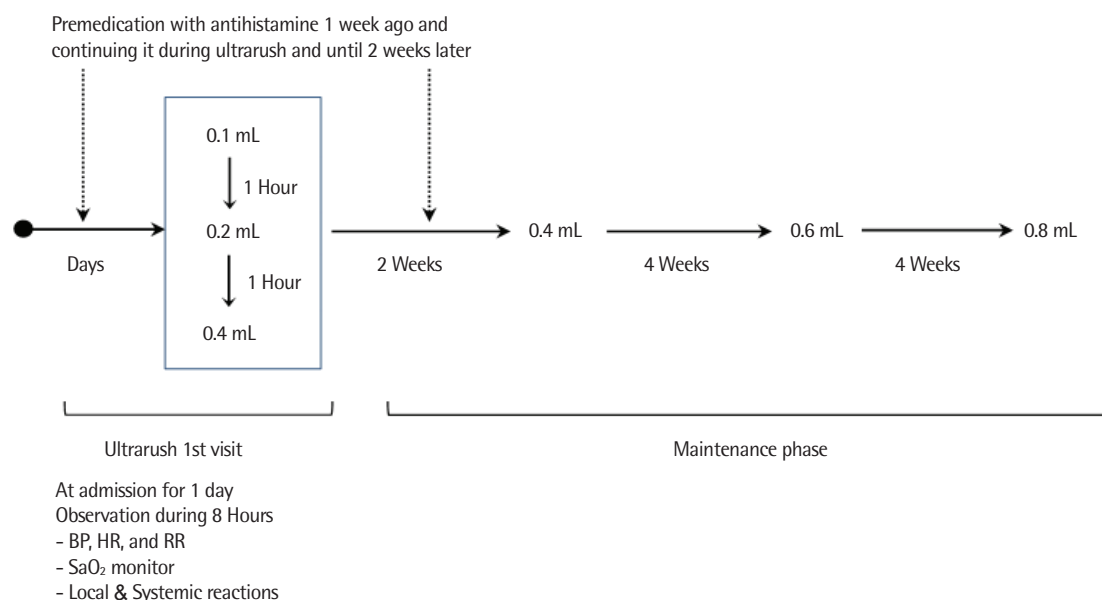 Premedication with antihistamine 1 week ago and
continuing it during ultrarush and until 2 weeks later
0.1 mL
1 Hour
0.2 mL
1 Hour
0.4 mL
Days
2 Weeks
0.4 mL
4 Weeks
0.6 mL
4 Weeks
0.8 mL
Ultrarush 1st visit
Maintenance phase
At admission for 1 day
Observation during 8 Hours
- BP, HR, and RR
- SaO₂ monitor
- Local & Systemic reactions